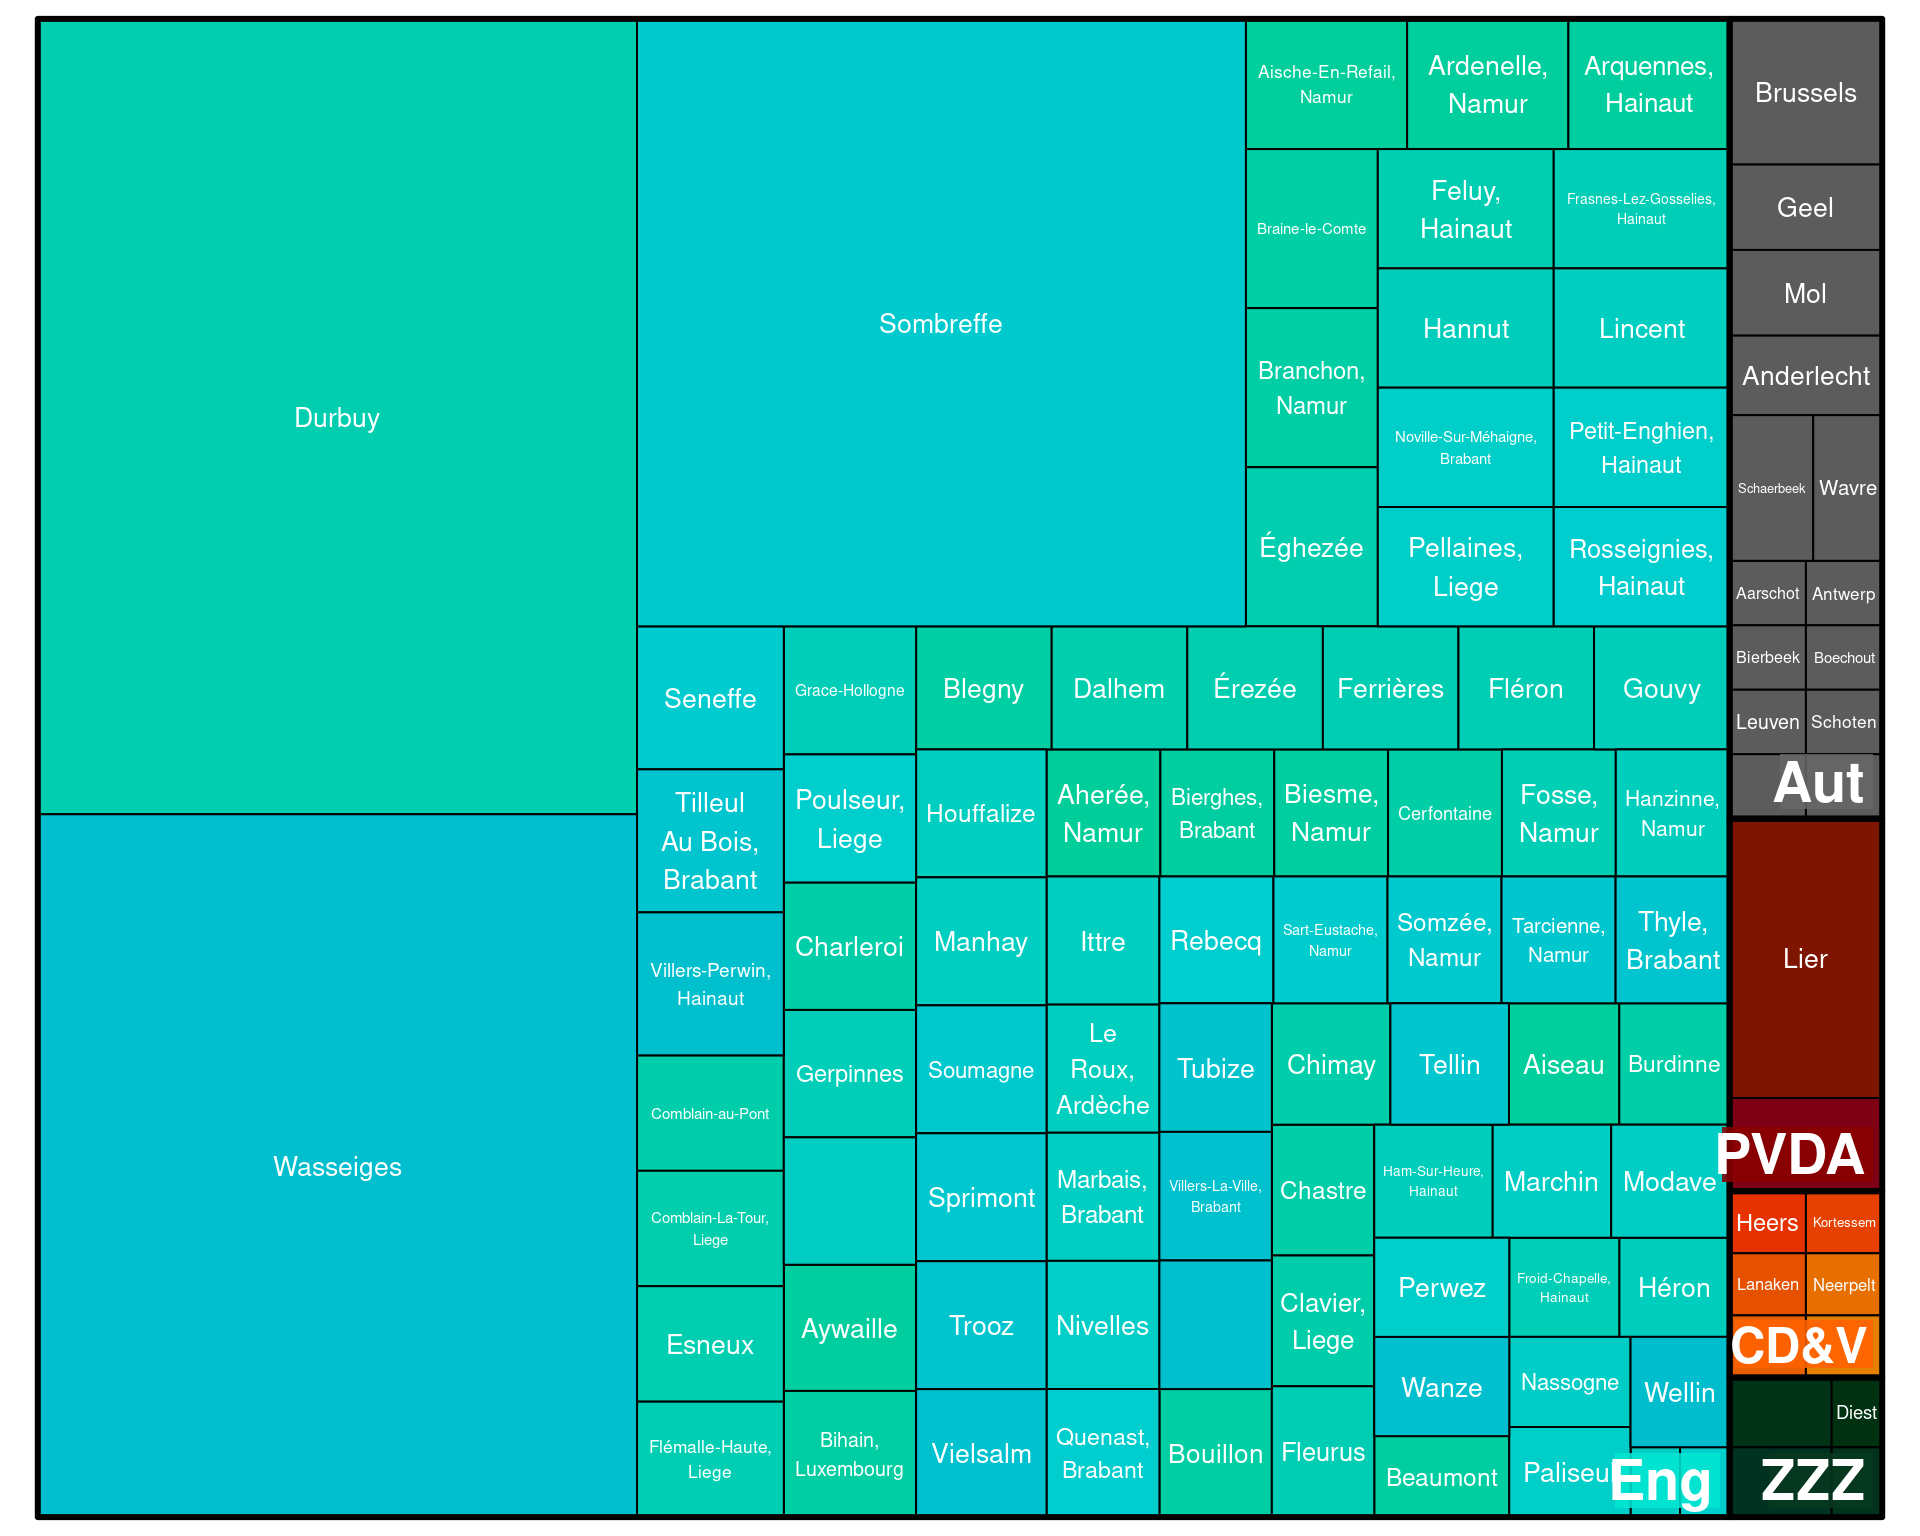 Durbuy
Wasseiges
Sombreffe
Aische-En-Refail,
Namur
Ardenelle,
Namur
Arquennes,
Hainaut
Braine-le-Comte
Branchon,
Namur
Éghezée
Feluy,
Hainaut
Frasnes-Lez-Gosselies,
Hainaut
Hannut
Lincent
Noville-Sur-Méhaigne,
Brabant
Petit-Enghien,
Hainaut
Pellaines,
Liege
Rosseignies,
Hainaut
Seneffe
Tilleul
Au Bois,
Brabant
Villers-Perwin,
Hainaut
Comblain-au-Pont
Comblain-La-Tour,
Liege
Esneux
Flémalle-Haute,
Liege
Grace-Hollogne
Poulseur,
Liege
Charleroi
Gerpinnes
Aywaille
Bihain,
Luxembourg
Blegny
Dalhem
Érezée
Ferrières
Fléron
Gouvy
Houffalize
Manhay
Soumagne
Sprimont
Trooz
Vielsalm
Aherée,
Namur
Bierghes,
Brabant
Biesme,
Namur
Cerfontaine
Fosse,
Namur
Hanzinne,
Namur
Ittre
Rebecq
Sart-Eustache,
Namur
Somzée,
Namur
Tarcienne,
Namur
Thyle,
Brabant
Le
Roux,
Ardèche
Tubize
Marbais,
Brabant
Villers-La-Ville,
Brabant
Nivelles
Quenast,
Brabant
Bouillon
Chimay
Tellin
Aiseau
Burdinne
Chastre
Clavier,
Liege
Fleurus
Ham-Sur-Heure,
Hainaut
Marchin
Modave
Perwez
Froid-Chapelle,
Hainaut
Héron
Wanze
Nassogne
Wellin
Beaumont
Paliseu
Eng
Brussels
Geel
Mol
Anderlecht
Schaerbeek
Wavre
Aarschot
Antwerp
Bierbeek
Boechout
Leuven
Schoten
Aut
Lier
PVDA
Heers
Kortessem
Lanaken
Neerpelt
CD&V
Diest
ZZZ